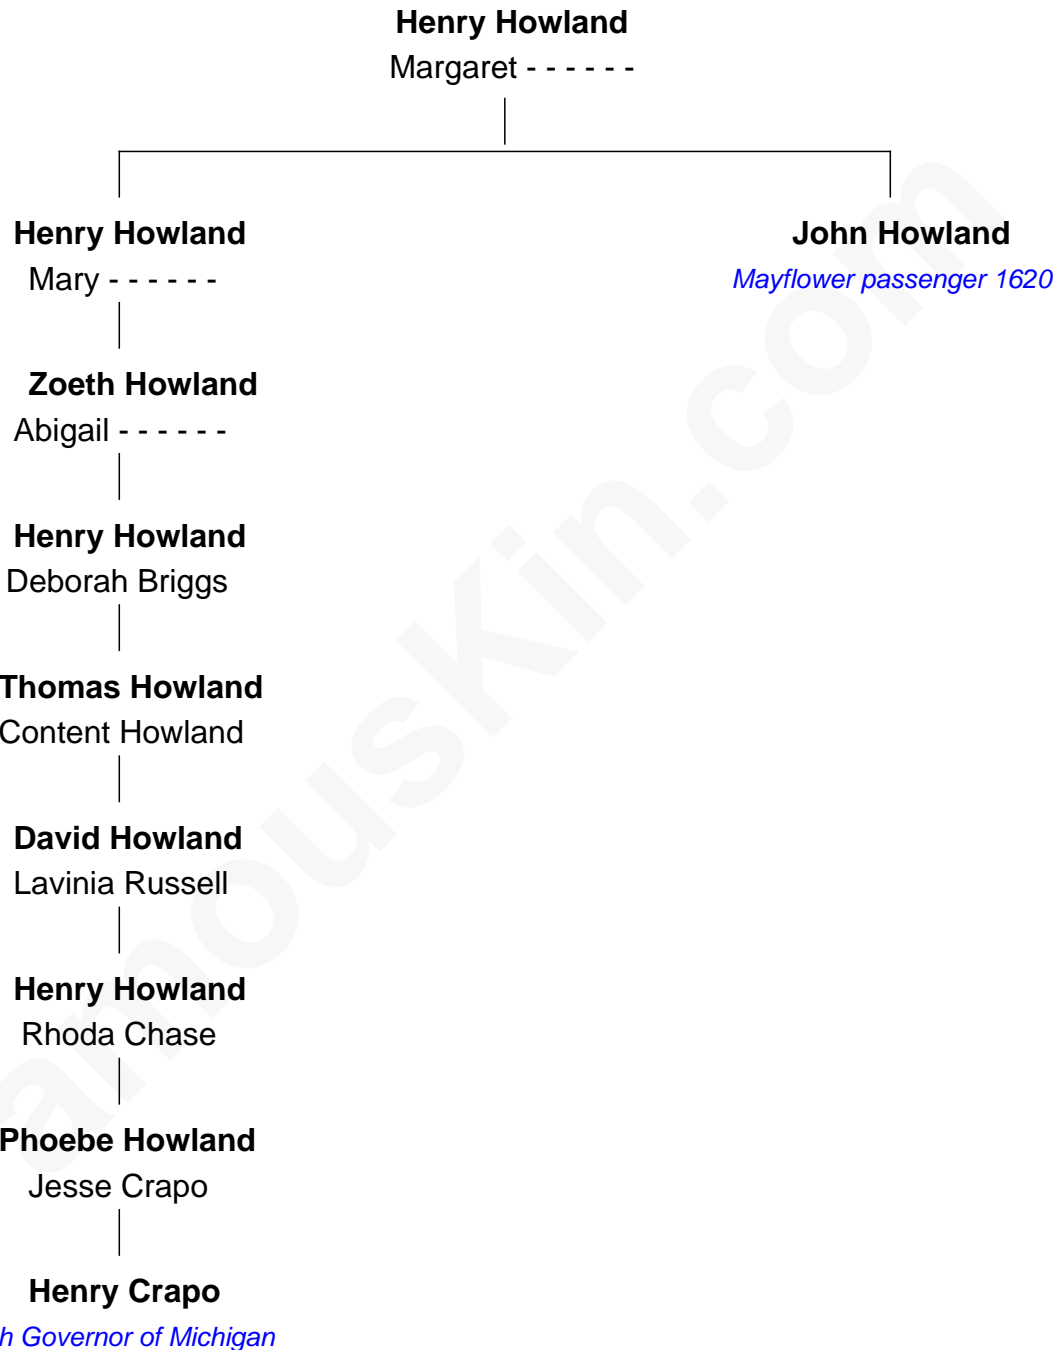 Henry Howland
Margaret - - - - - -
Henry Howland
Mary - - - - - -
John Howland
Mayflower passenger 1620
Zoeth Howland
Abigail - - - - - -
Henry Howland
Deborah Briggs
Thomas Howland
Content Howland
David Howland
Lavinia Russell
Henry Howland
Rhoda Chase
Phoebe Howland
Jesse Crapo
Henry Crapo
h Governor of Michigan
amousKin.com